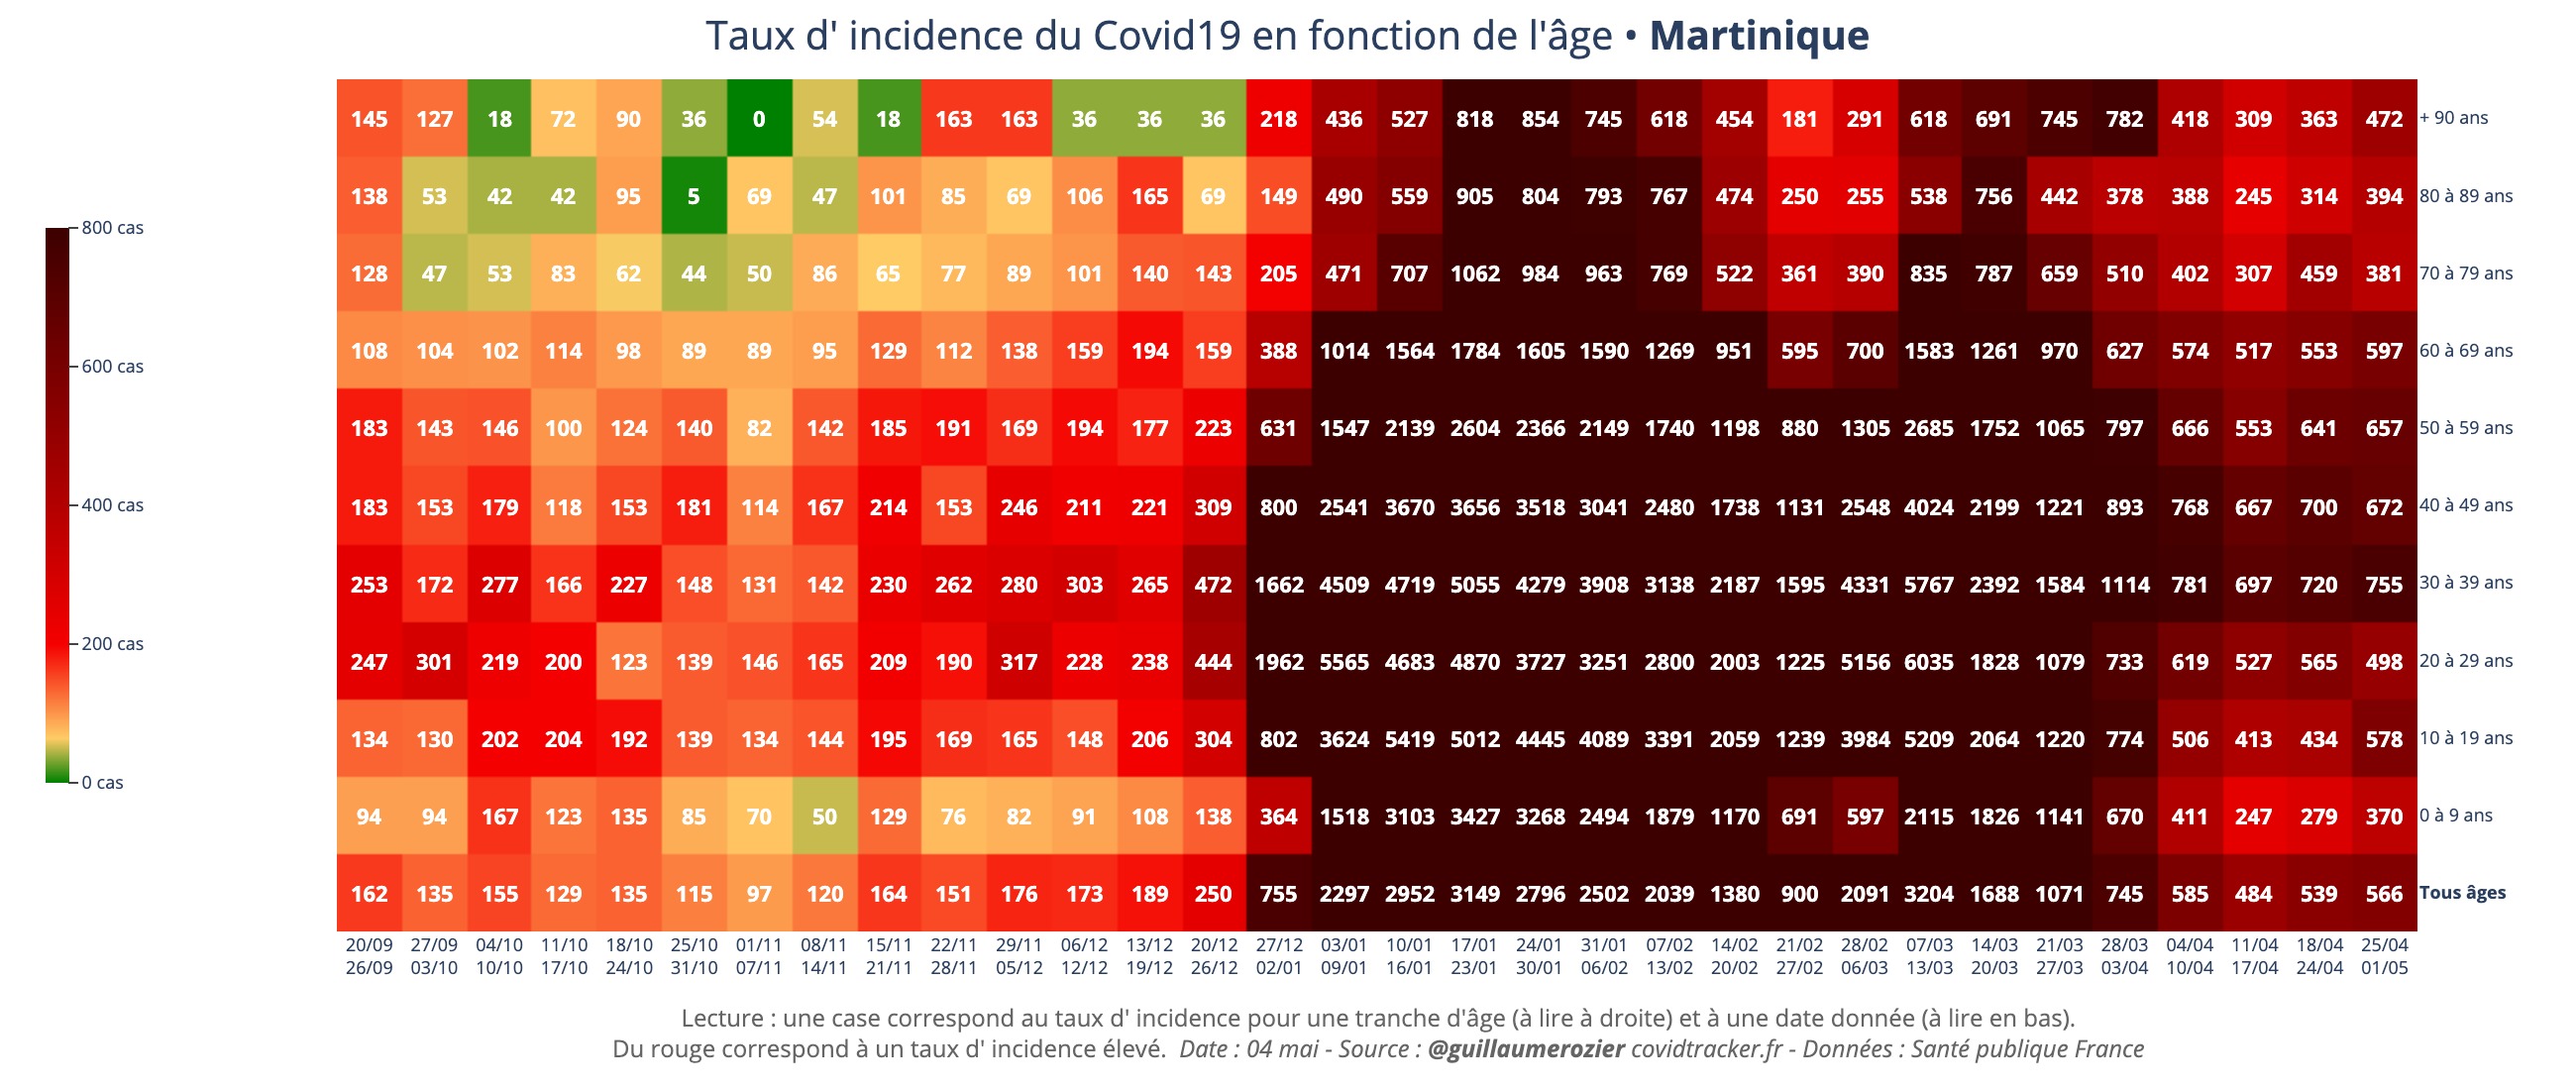 Taux d' incidence du Covid19 en fonction de l'âge • Martinique
145 127 18 72 90 36 0 54 18 163 163 36 36 36 218 436 527 818 854 745 618 454 181 291 618 691 745 782 418 309 363 472 + 90 ans
138 53 42 42 95 5 69 47 101 85 69 106 165 69 149 490 559 905 804 793 767 474 250 255 538 756 442 378 388 245 314 394 80 à 89 ans
800 cas
128 47 53 83 62 44 50 86 65 77 89 101 140 143 205 471 707 1062 984 963 769 522 361 390 835 787 659 510 402 307 459 381 70 à 79 ans
108 104 102 114 98 89 89 95 129 112 138 159 194 159 388 1014 1564 1784 1605 1590 1269 951 595 700 1583 1261 970 627 574 517 553 597 60 à 69 ans
600 cas
183 143 146 100 124 140 82 142 185 191 169 194 177 223 631 1547 2139 2604 2366 2149 1740 1198 880 1305 2685 1752 1065 797 666 553 641 657 50 à 59 ans
400 cas
183 153 179 118 153 181 114 167 214 153 246 211 221 309 800 2541 3670 3656 3518 3041 2480 1738 1131 2548 4024 2199 1221 893 768 667 700 672 40 à 49 ans
253 172 277 166 227 148 131 142 230 262 280 303 265 472 1662 4509 4719 5055 4279 3908 3138 2187 1595 4331 5767 2392 1584 1114 781 697 720 755 30 à 39 ans
200 cas
247 301 219 200 123 139 146 165 209 190 317 228 238 444 1962 5565 4683 4870 3727 3251 2800 2003 1225 5156 6035 1828 1079 733 619 527 565 498 20 à 29 ans
134 130 202 204 192 139 134 144 195 169 165 148 206 304 802 3624 5419 5012 4445 4089 3391 2059 1239 3984 5209 2064 1220 774 506 413 434 578 10 à 19 ans
0 cas
94 94 167 123 135 85 70 50 129 76 82 91 108 138 364 1518 3103 3427 3268 2494 1879 1170 691 597 2115 1826 1141 670 411 247 279 370 0 à 9 ans
162 135 155 129 135 115 97 120 164 151 176 173 189 250 755 2297 2952 3149 2796 2502 2039 1380 900 2091 3204 1688 1071 745 585 484 539 566 Tous âges
20/09 27/09 04/10 11/10 18/10 25/10 01/11 08/11 15/11 22/11 29/11 06/12 13/12 20/12 27/12 03/01 10/01 17/01 24/01 31/01 07/02 14/02 21/02 28/02 07/03 14/03 21/03 28/03 04/04 11/04 18/04 25/04
26/09 03/10 10/10 17/10 24/10 31/10 07/11 14/11 21/11 28/11 05/12 12/12 19/12 26/12 02/01 09/01 16/01 23/01 30/01 06/02 13/02 20/02 27/02 06/03 13/03 20/03 27/03 03/04 10/04 17/04 24/04 01/05
Lecture : une case correspond au taux d' incidence pour une tranche d'âge (à lire à droite) et à une date donnée (à lire en bas).
Du rouge correspond à un taux d' incidence élevé. Date : 04 mai - Source : @guillaumerozier covidtracker.fr - Données : Santé publique France